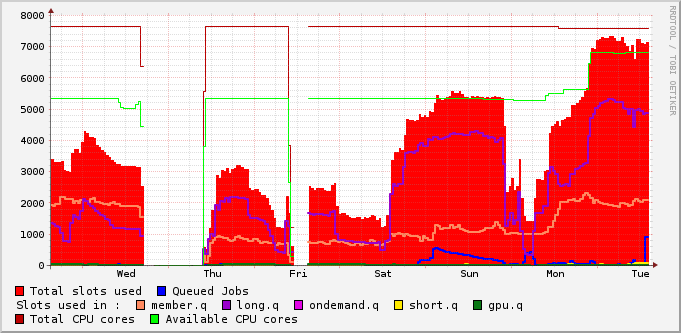 8000
7000
6000
5000
4000
3000
2000
1000
0
Wed Thu Fri Sat Sun Mon Tue
Total slots used Queued Jobs
Slots used in : member.q long.q ondemand.q short.q gpu.q
Total CPU cores Available CPU cores
RRDTOOL / TOBI OETIKER